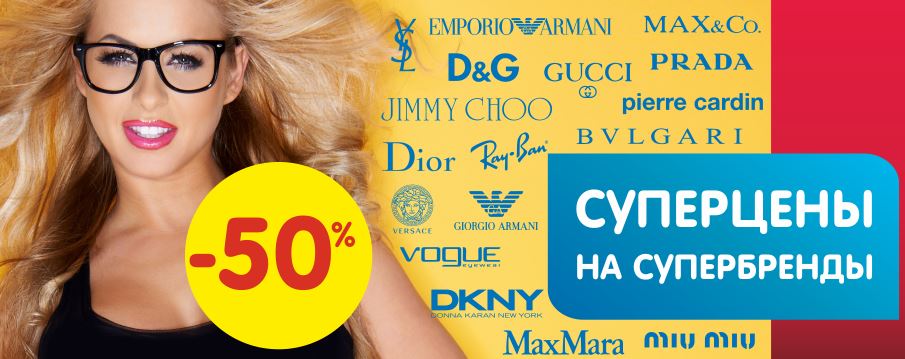 YSL
EMPORIO ARMANI
MAX&Co.
D&G
GUCCI
PRADA
JIMMY CHOO
pierre cardin
BVLGARI
Dior
Ray-Ban
VERSACE
GIORGIO ARMANI
VOGUE
eyewear
DKNY
DONNA KARAN NEW YORK
MaxMara
miu miu
-50%
СУПЕРЦЕНЫ
НА СУПЕРБРЕНДЫ